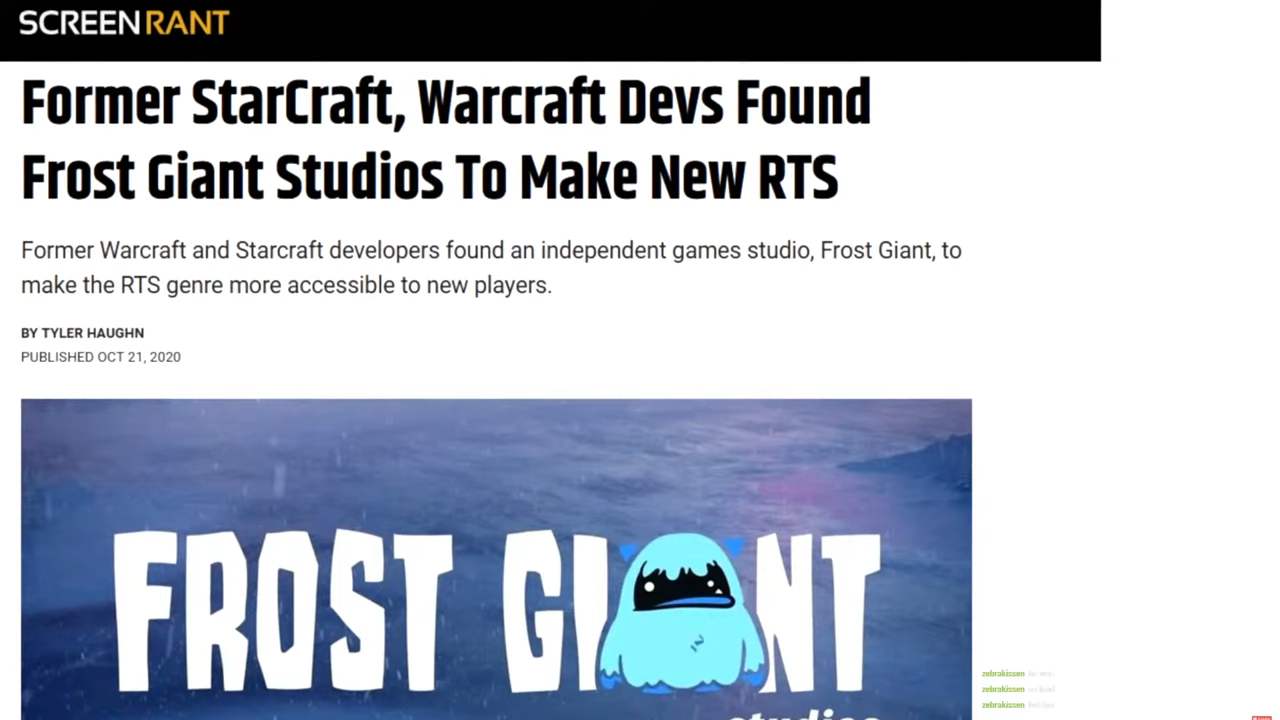 SCREENRANT
Former StarCraft, Warcraft Devs Found
Frost Giant Studios To Make New RTS
Former Warcraft and Starcraft developers found an independent games studio, Frost Giant, to
make the RTS genre more accessible to new players.
BY TYLER HAUGHN
PUBLISHED OCT 21, 2020
FROST GIANT
studios
zebrakissen
zebrakissen
zebrakissen